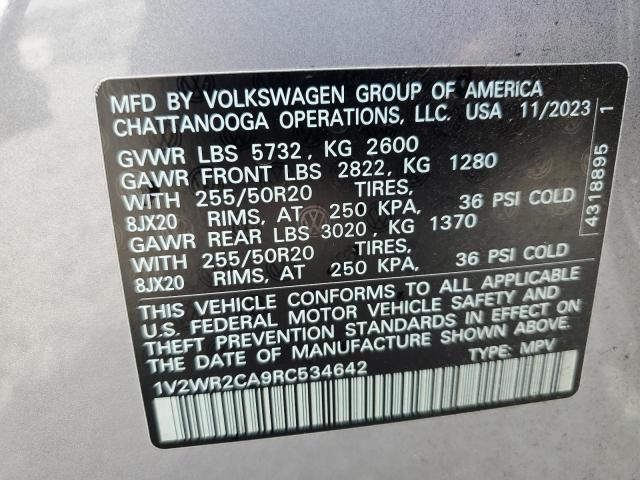 MFD BY VOLKSWAGEN GROUP OF AMERICA
CHATTANOOGA OPERATIONS, LLC. USA 11/2023
GVWR LBS 5732, KG 2600
GAWR FRONT LBS 2822, KG 1280
WITH 255/50R20 TIRES,
8JX20 RIMS, AT 250 KPA, 36 PSI COLD
GAWR REAR LBS 3020, KG 1370
WITH 255/50R20 TIRES,
8JX20 RIMS, AT 250 KPA, 36 PSI COLD
THIS VEHICLE CONFORMS TO ALL APPLICABLE
U.S. FEDERAL MOTOR VEHICLE SAFETY AND
THEFT PREVENTION STANDARDS IN EFFECT ON
THE DATE OF MANUFACTURE SHOWN ABOVE.
TYPE: MPV
1V2WR2CA9RC534642
4318895 1